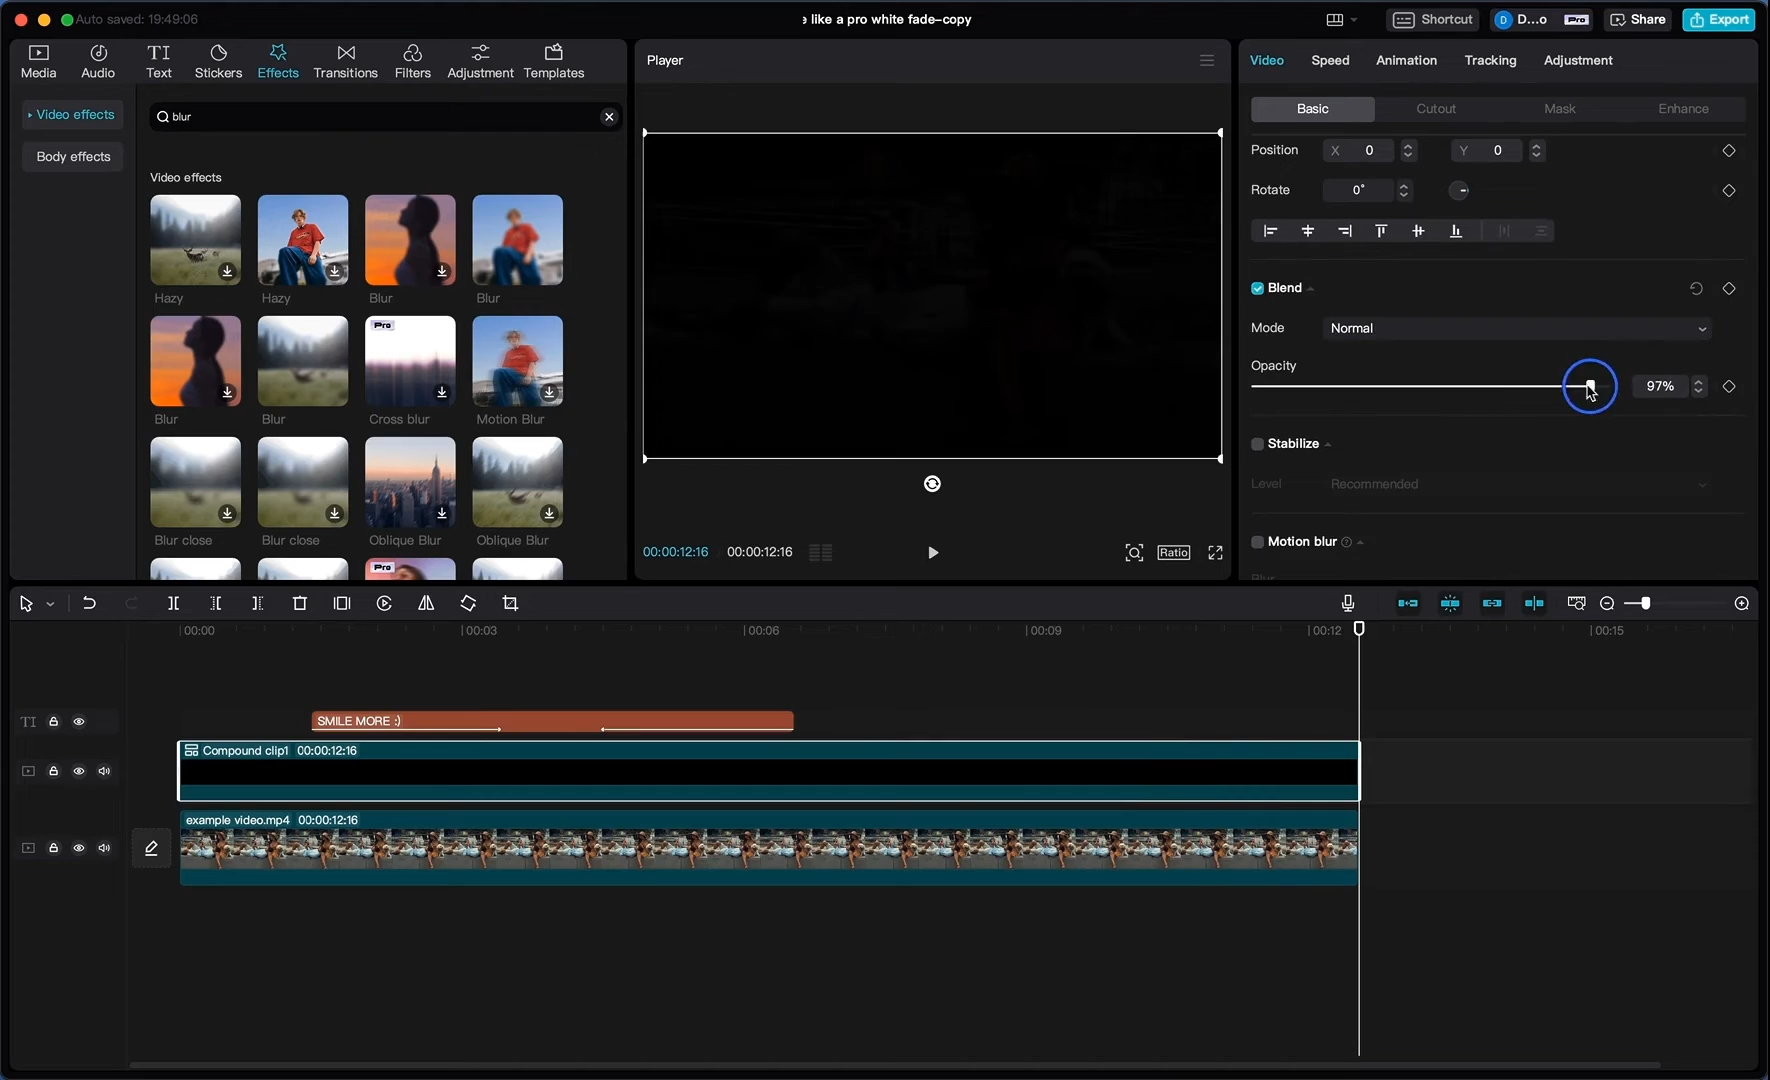 Auto saved: 19:49:06
like a pro white fade-copy
Shortcut
D D...o Pro
Share
Export
Media
Audio
TI Text
Stickers
Effects
Transitions
Filters
Adjustment
Templates
Player
Video
Speed
Animation
Tracking
Adjustment
Video effects
Body effects
blur
Video effects
Hazy
Hazy
Blur
Blur
Pro
Blur
Blur
Cross blur
Motion Blur
Blur close
Blur close
Oblique Blur
Oblique Blur
Pro
00:00:12:16
00:00:12:16
Ratio
Basic
Cutout
Mask
Enhance
Position X 0 Y 0
Rotate 0°
Blend
Mode Normal
Opacity
97%
Stabilize
Level Recommended
Motion blur
00:00
00:03
00:06
00:09
00:12
00:15
TI
SMILE MORE :)
Compound clip1 00:00:12:16
example video.mp4 00:00:12:16